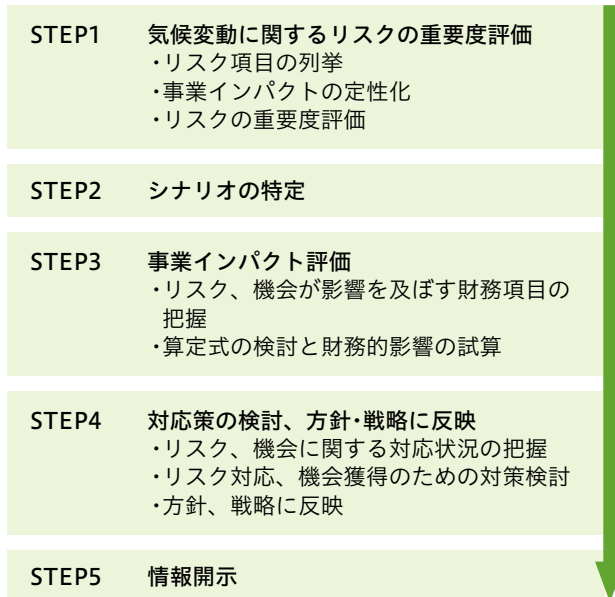 STEP1 気候変動に関するリスクの重要度評価
・リスク項目の列挙
・事業インパクトの定性化
・リスクの重要度評価
STEP2 シナリオの特定
STEP3 事業インパクト評価
・リスク、機会が影響を及ぼす財務項目の
把握
・算定式の検討と財務的影響の試算
STEP4 対応策の検討、方針・戦略に反映
・リスク、機会に関する対応状況の把握
・リスク対応、機会獲得のための対策検討
・方針、戦略に反映
STEP5 情報開示